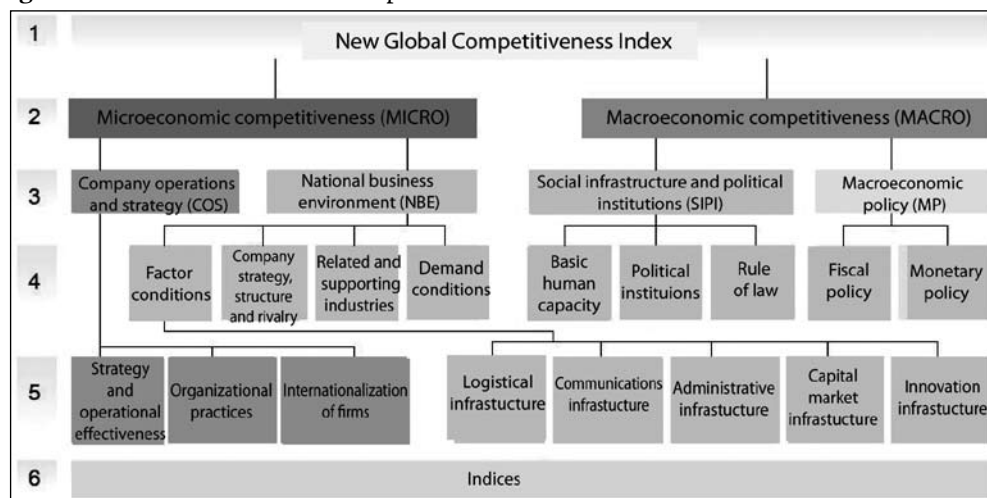 1
New Global Competitiveness Index
2
Microeconomic competitiveness (MICRO)
Macroeconomic competitiveness (MACRO)
3
Company operations
and strategy (COS)
National business
environment (NBE)
Social infrastructure and political
institutions (SIPI)
Macroeconomic
policy (MP)
4
Factor
conditions
Company
strategy,
structure
and rivalry
Related and
supporting
industries
Demand
conditions
Basic
human
capacity
Political
instituions
Rule
of law
Fiscal
policy
Monetary
policy
5
Strategy
and
operational
effectiveness
Organizational
practices
Internationalization
of firms
Logistical
infrastucture
Communications
infrastucture
Administrative
infrastucture
Capital
market
infrastucture
Innovation
infrastucture
6
Indices